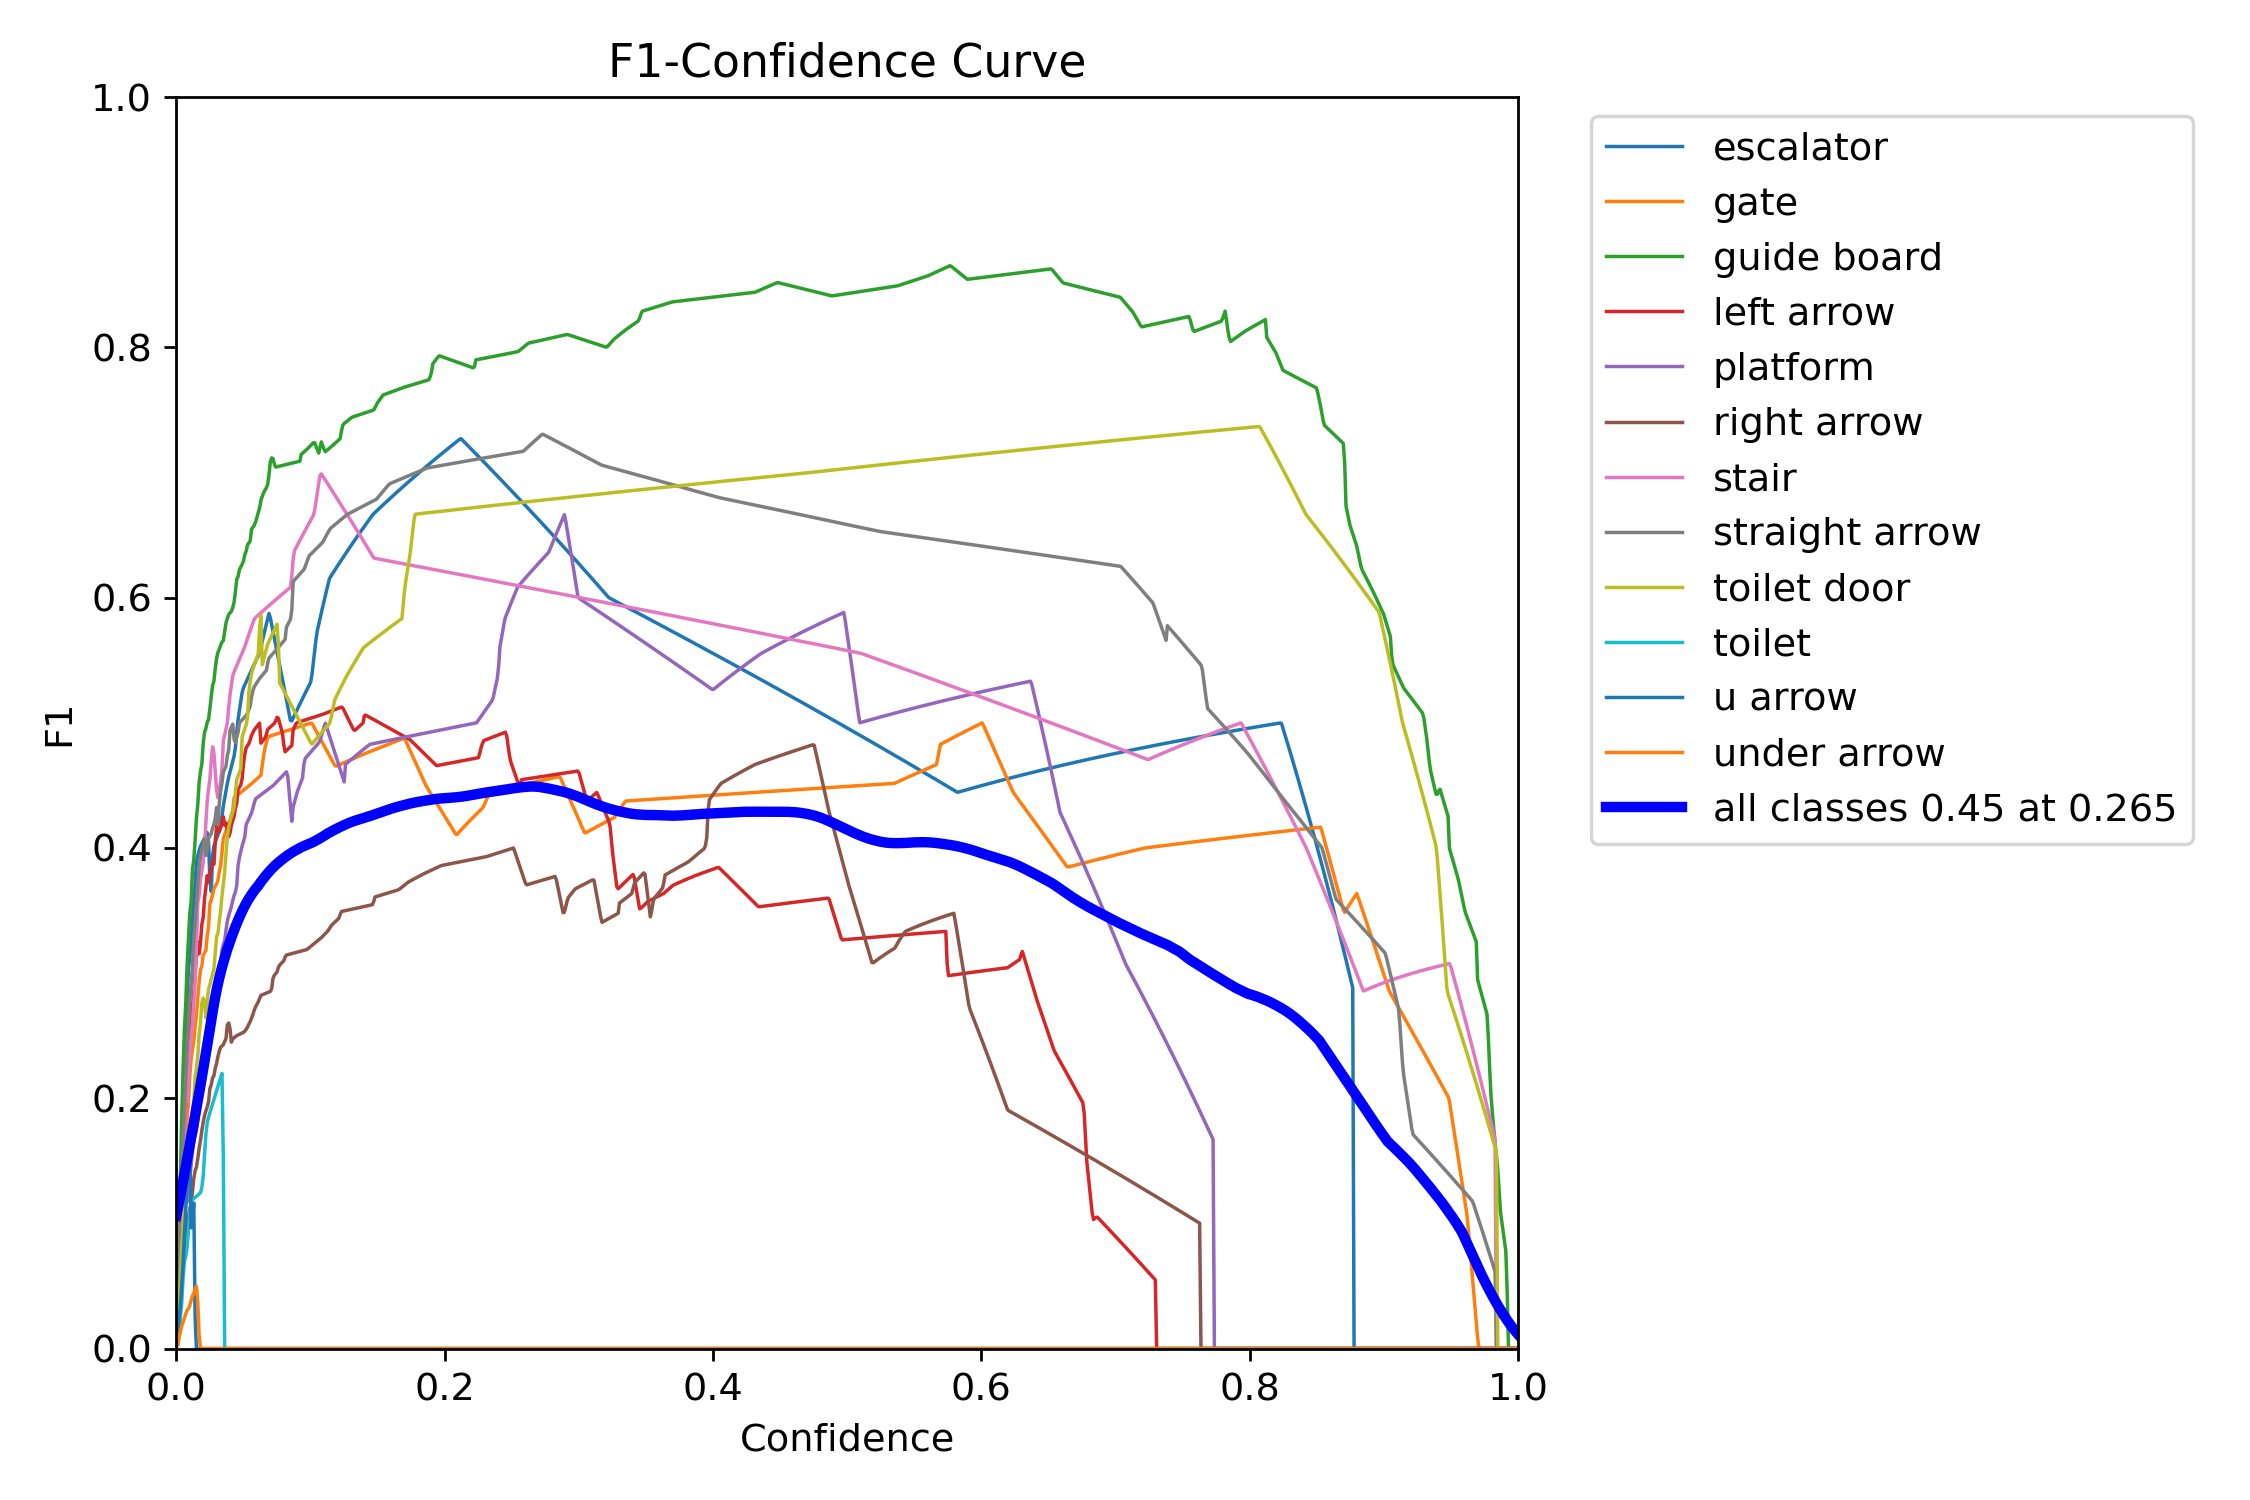 F1-Confidence Curve
1.0
0.8
0.6
0.4
0.2
0.0
F1
0.0 0.2 0.4 0.6 0.8 1.0
Confidence
escalator
gate
guide board
left arrow
platform
right arrow
stair
straight arrow
toilet door
toilet
u arrow
under arrow
all classes 0.45 at 0.265